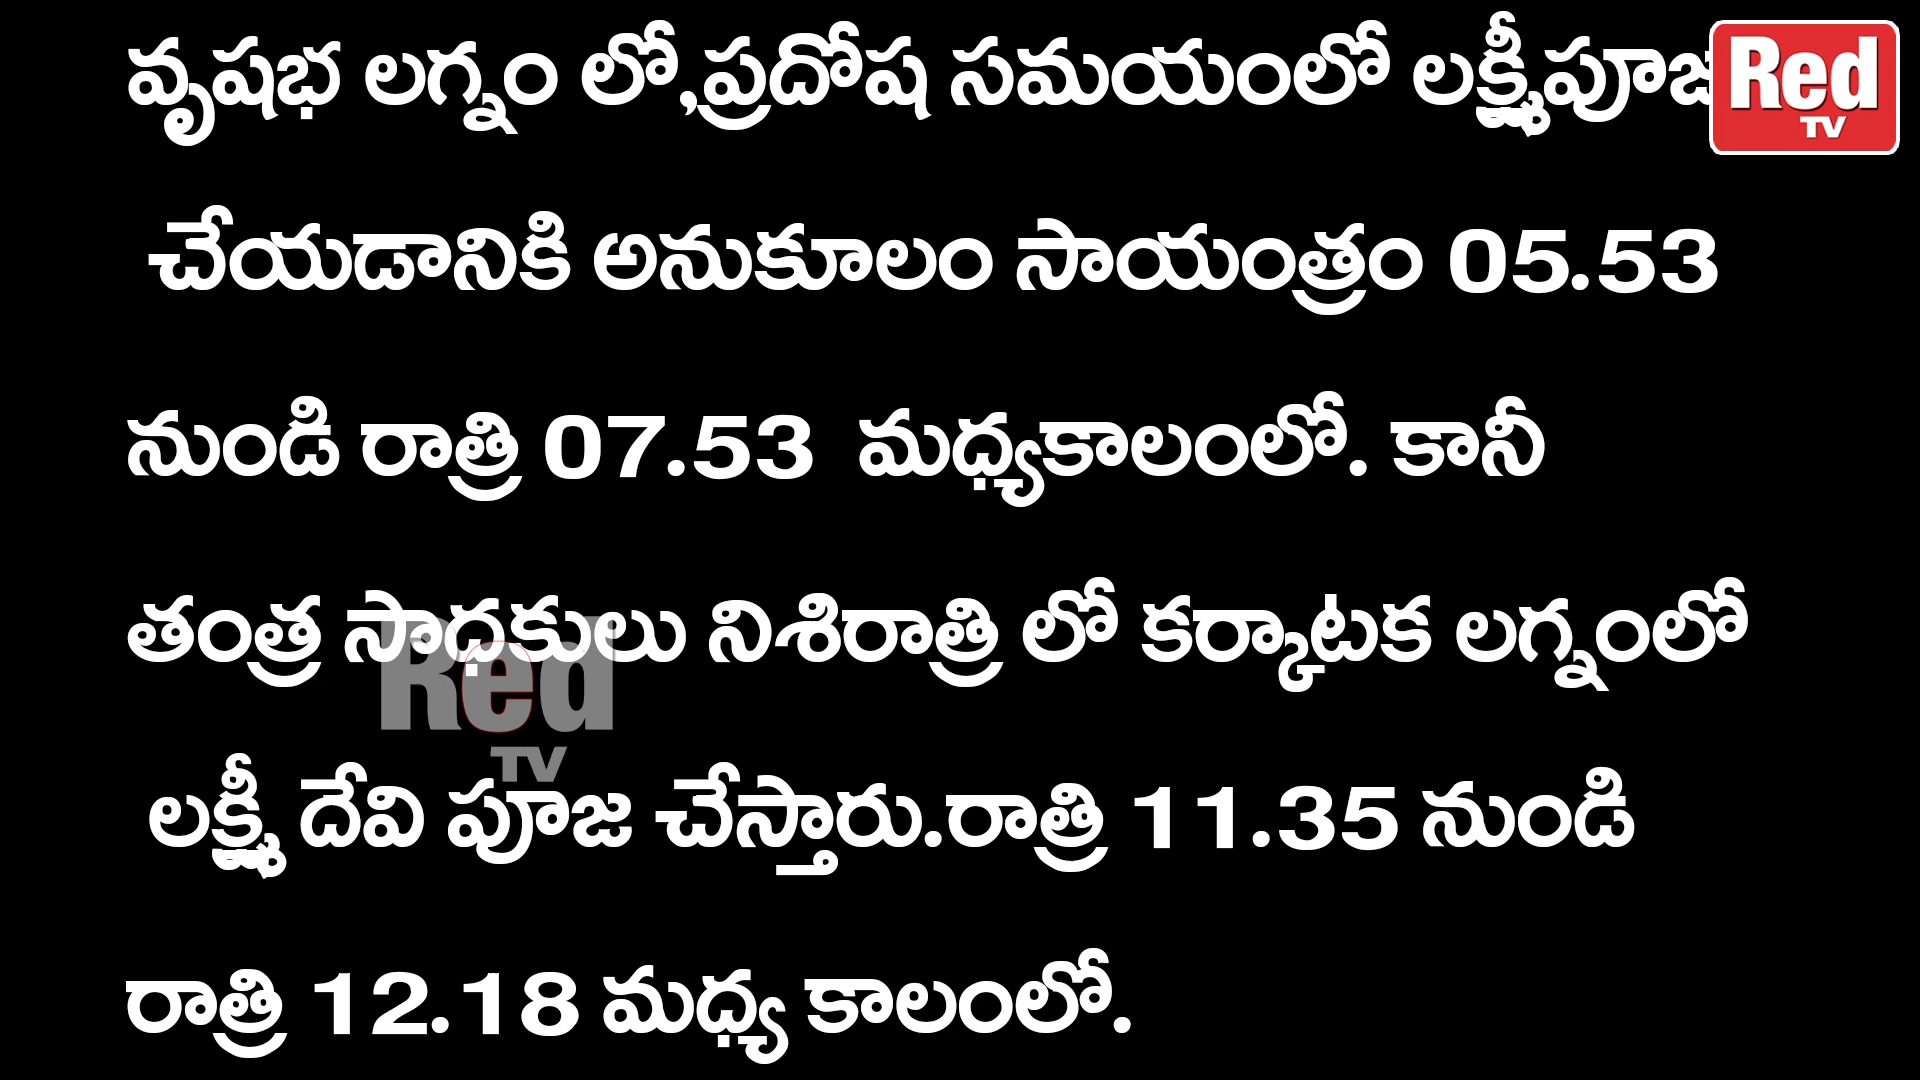 వృషభ లగ్నం లో,ప్రదోష సమయంలో లక్ష్మీపూజ
Red
TV
చేయడానికి అనుకూలం సాయంత్రం 05.53
నుండి రాత్రి 07.53 మధ్యకాలంలో. కానీ
తంత్ర సాధకులు నిశిరాత్రి లో కర్కాటక లగ్నంలో
Red
TV
లక్ష్మీ దేవి పూజ చేస్తారు.రాత్రి 11.35 నుండి
రాత్రి 12.18 మధ్య కాలంలో.